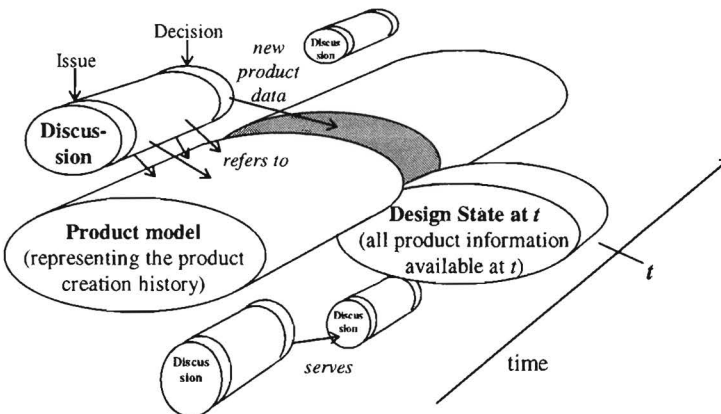 Decision
Issue
new
product
data
Discus
sion
Discus-
sion
refers to
Product model
(representing the product
creation history)
Design State at t
(all product information
available at t)
t
Discus
sion
Discus
sion
serves
time